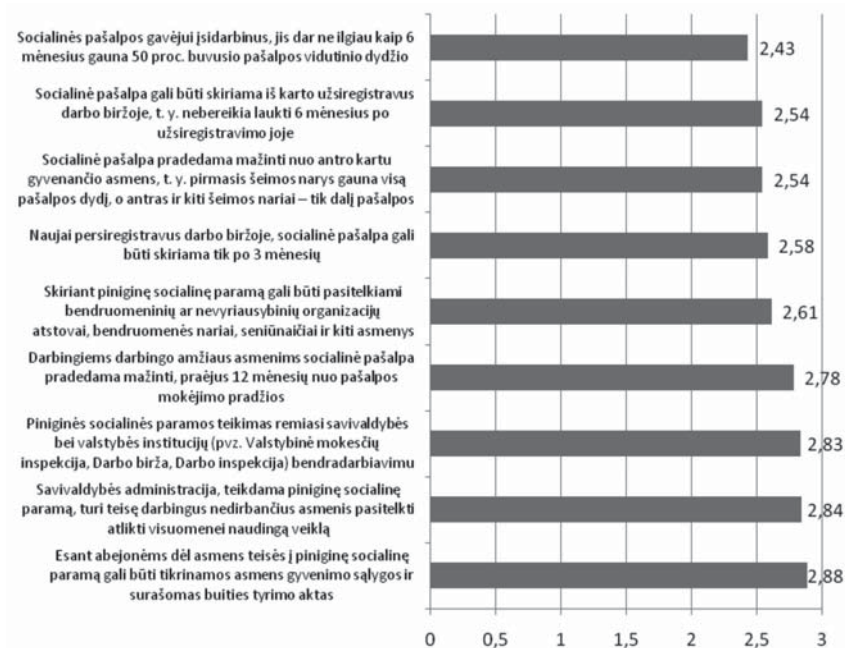 Socialinės pašalpos gavėjui įsidarbinus, jis dar ne ilgiau kaip 6
mėnesius gauna 50 proc. buvusio pašalpos vidutinio dydžio
2,43
Socialinė pašalpa gali būti skiriama iš karto užsiregistravus
darbo biržoje, t. y. nebereikia laukti 6 mėnesius po
užsiregistravimo joje
2,54
Socialinė pašalpa pradedama mažinti nuo antro kartu
gyvenančio asmens, t. y. pirmasis šeimos narys gauna visą
pašalpos dydį, o antras ir kiti šeimos nariai – tik dalį pašalpos
2,54
Naujai persiregistravus darbo biržoje, socialinė pašalpa gali
būti skiriama tik po 3 mėnesių
2,58
Skiriant piniginę socialinę paramą gali būti pasitelkiami
bendruomeninių ar nevyriausybinių organizacijų
atstovai, bendruomenės nariai, seniūnaičiai ir kiti asmenys
2,61
Darbingiems darbingo amžiaus asmenims socialinė pašalpa
pradedama mažinti, praėjus 12 mėnesių nuo pašalpos
mokėjimo pradžios
2,78
Piniginės socialinės paramos teikimas remiasi savivaldybės
bei valstybės institucijų (pvz. Valstybinė mokesčių
inspekcija, Darbo birža, Darbo inspekcija) bendradarbiavimu
2,83
Savivaldybės administracija, teikdama piniginę socialinę
paramą, turi teisę darbingus nedirbančius asmenis pasitelkti
atlikti visuomenei naudingą veiklą
2,84
Esant abejonėms dėl asmens teisės į piniginę socialinę
paramą gali būti tikrinamos asmens gyvenimo sąlygos ir
surašomas buities tyrimo aktas
2,88
0 0,5 1 1,5 2 2,5 3